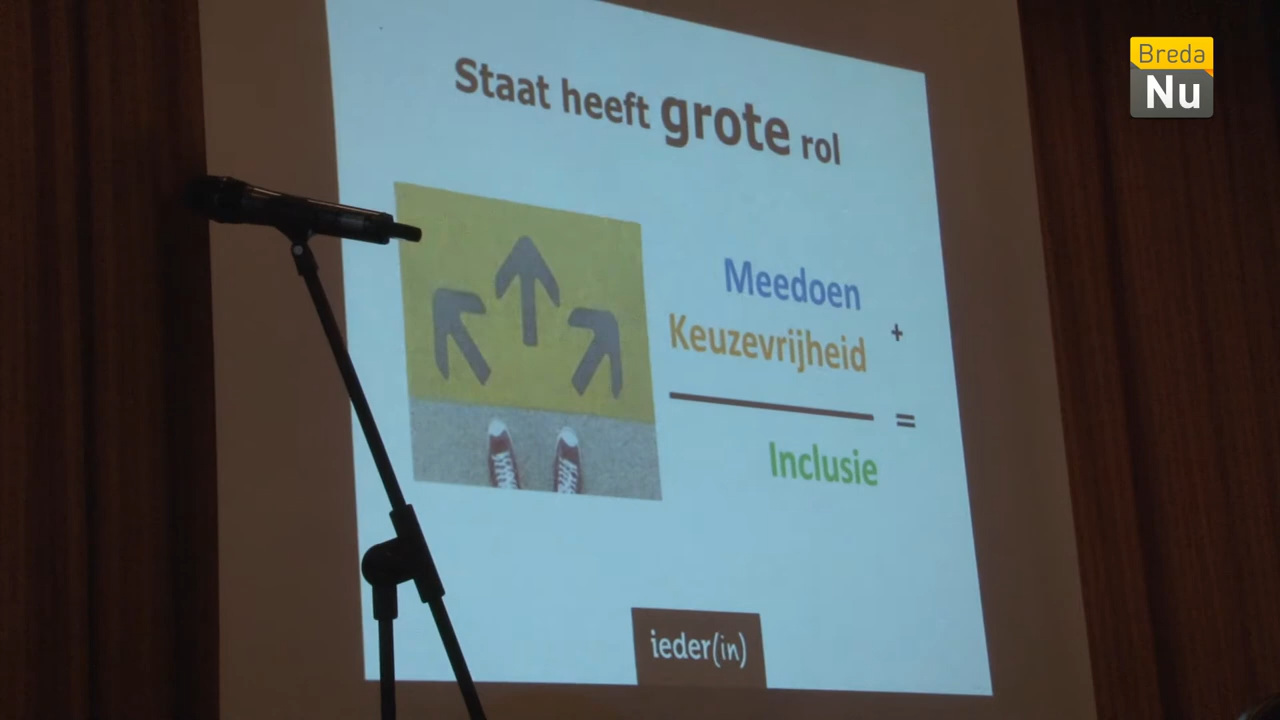 Breda
Nu
Staat heeft grote rol
Meedoen
+
Keuzevrijheid
=
Inclusie
ieder(in)